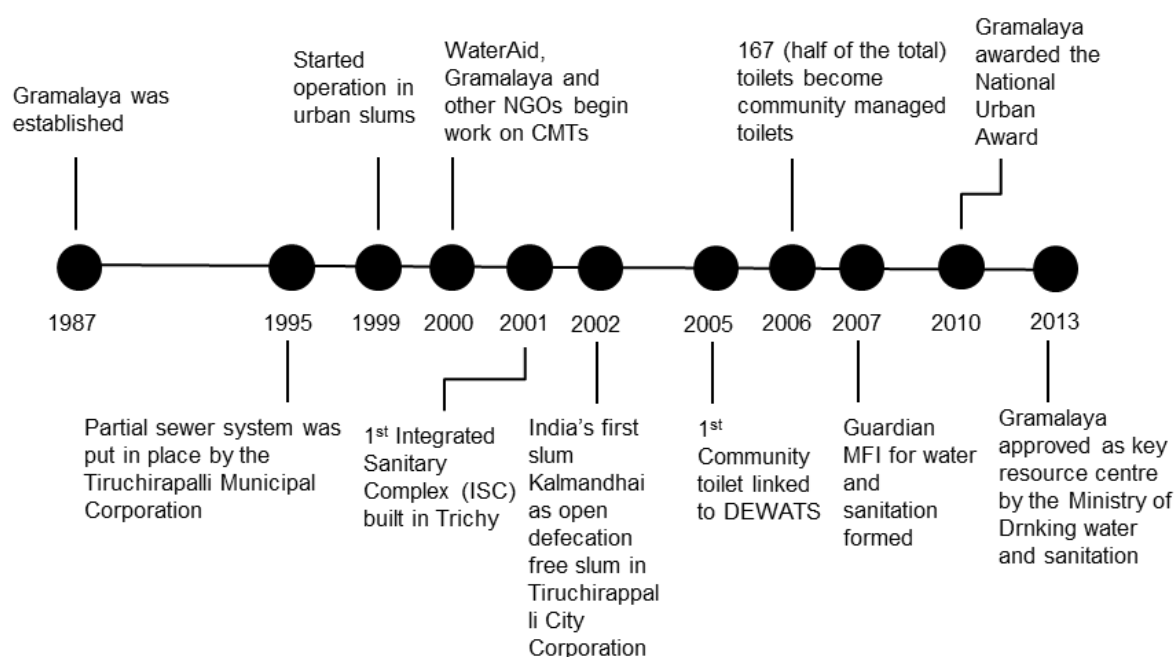 Gramalaya was
established
Started
operation in
urban slums
WaterAid,
Gramalaya and
other NGOs begin
work on CMTs
167 (half of the total)
toilets become
community managed
toilets
Gramalaya
awarded the
National
Urban
Award
1987
1995
1999
2000
2001
2002
2005
2006
2007
2010
2013
Partial sewer system was
put in place by the
Tiruchirapalli Municipal
Corporation
1st Integrated
Sanitary
Complex (ISC)
built in Trichy
India's first
slum
Kalmandhai
as open
defecation
free slum in
Tiruchirappal
li City
Corporation
1st
Community
toilet linked
to DEWATS
Guardian
MFI for water
and
sanitation
formed
Gramalaya
approved as key
resource centre
by the Ministry of
Drnking water
and sanitation